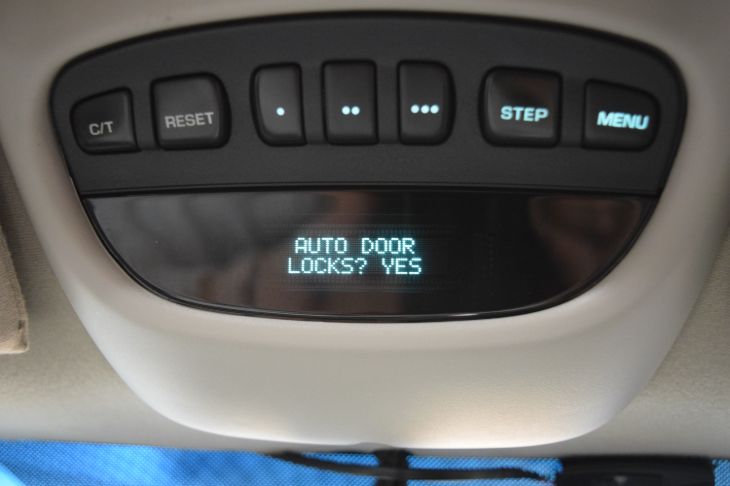 C/T
RESET
•
••
•••
STEP
MENU
AUTO DOOR
LOCKS? YES